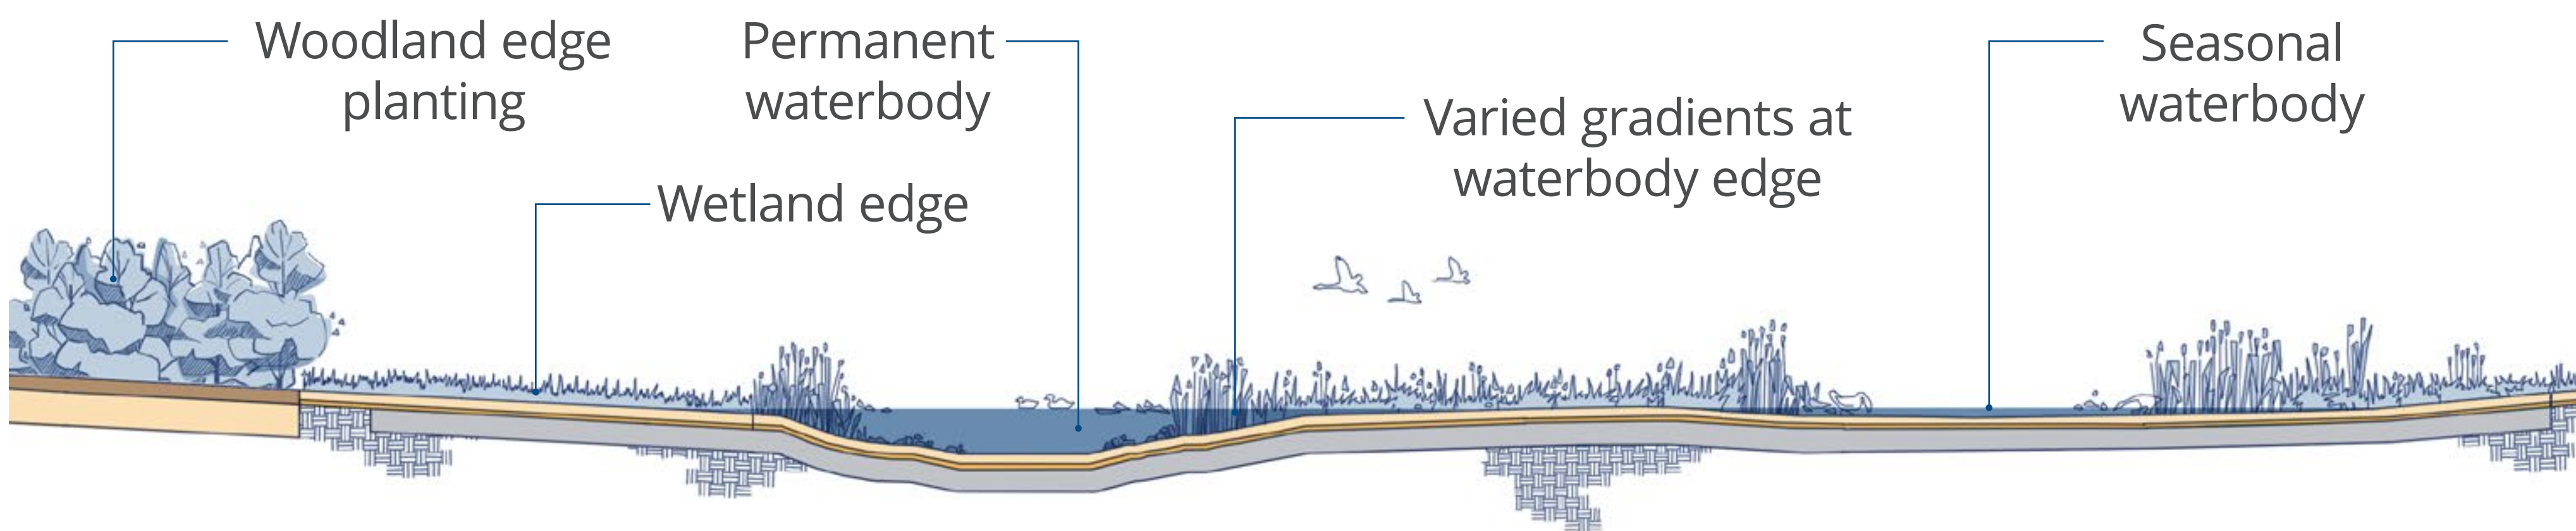 Woodland edge
planting
Permanent
waterbody
Wetland edge
Varied gradients at
waterbody edge
Seasonal
waterbody